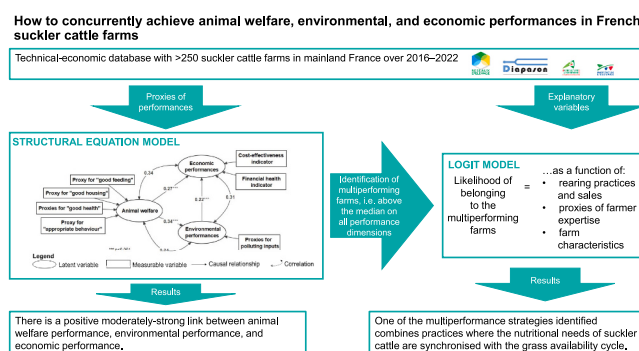 How to concurrently achieve animal welfare, environmental, and economic performances in French
suckler cattle farms
Technical-economic database with >250 suckler cattle farms in mainland France over 2016–2022
Diapason
Proxies of
performances
Explanatory
variables
STRUCTURAL EQUATION MODEL
Economic
performances
Cost-effectiveness
indicator
Financial health
indicator
Proxy for "good feeding"
Proxy for "good housing"
Proxies for "good health"
Proxy for
"appropriate behaviour"
Animal welfare
0.24
0.27***
0.22***
0.31
0.34***
Environmental
performances
Proxies for
polluting inputs
Legend
Latent variable
Measurable variable
Causal relationship
Correlation
Identification of
multiperforming
farms, i.e. above
the median on
all performance
dimensions
LOGIT MODEL
Likelihood of
belonging
to the
multiperforming
farms
=
…as a function of:
• rearing practices
and sales
• proxies of farmer
expertise
• farm
characteristics
Results
Results
There is a positive moderately-strong link between animal
welfare performance, environmental performance, and
economic performance.
One of the multiperformance strategies identified
combines practices where the nutritional needs of suckler
cattle are synchronised with the grass availability cycle.